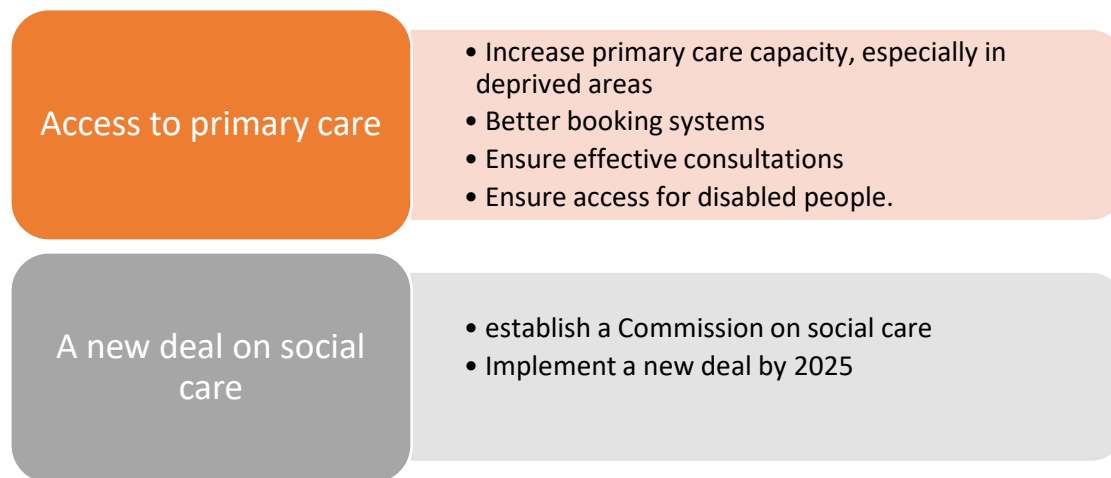 Access to primary care
• Increase primary care capacity, especially in
deprived areas
• Better booking systems
• Ensure effective consultations
• Ensure access for disabled people.
A new deal on social
care
• establish a Commission on social care
• Implement a new deal by 2025